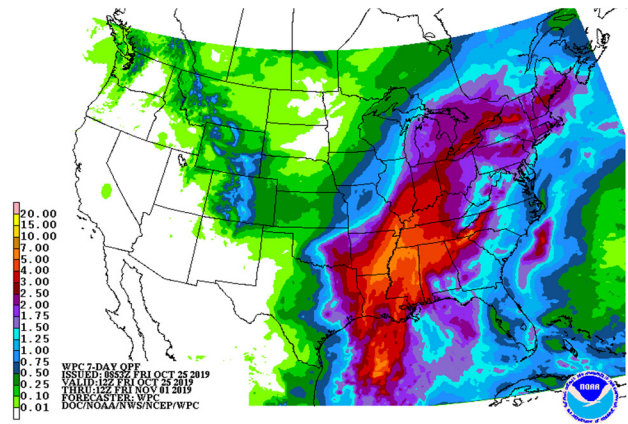 20.00
15.00
10.00
7.00
5.00
4.00
3.00
2.50
2.00
1.75
1.50
1.25
1.00
0.75
0.50
0.25
0.10
0.01
WPC 7-DAY QPF
ISSUED: 0853Z FRI OCT 25 2019
VALID:12Z FRI OCT 25 2019
THRU:12Z FRI NOV 01 2019
FORECASTER: WPC
DOC/NOAA/NWS/NCEP/WPC
NOAA